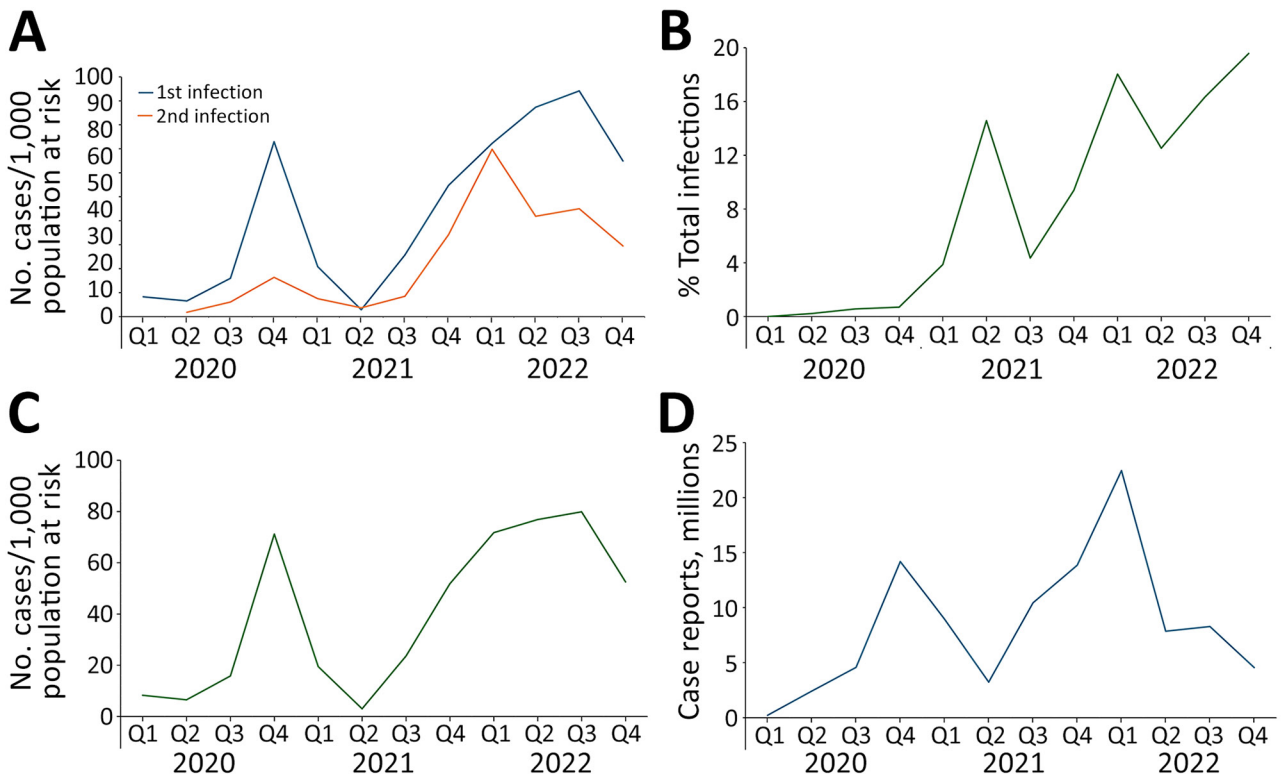 A
No. cases/1,000
population at risk
100
90
80
60
50
40
30
20
10
0
1st infection
2nd infection
Q1 Q2 Q3 Q4 Q1 Q2 Q3 Q4 Q1 Q2 Q3 Q4
2020 2021 2022
B
% Total infections
20
16
12
8
4
0
Q1 Q2 Q3 Q4 Q1 Q2 Q3 Q4 Q1 Q2 Q3 Q4
2020 2021 2022
C
No. cases/1,000
population at risk
100
80
60
40
20
0
Q1 Q2 Q3 Q4 Q1 Q2 Q3 Q4 Q1 Q2 Q3 Q4
2020 2021 2022
D
Case reports, millions
25
20
15
10
5
0
Q1 Q2 Q3 Q4 Q1 Q2 Q3 Q4 Q1 Q2 Q3 Q4
2020 2021 2022